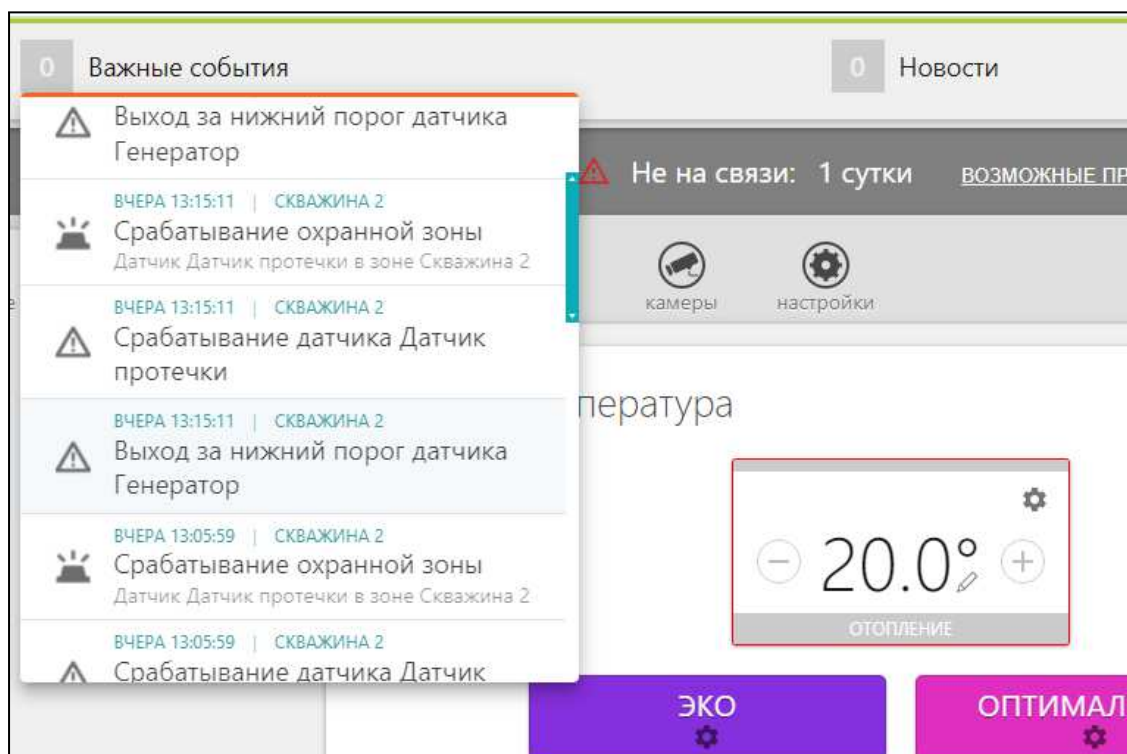 0 Важные события
0 Новости
Выход за нижний порог датчика
Генератор
ВЧЕРА 13:15:11 | СКВАЖИНА 2
Срабатывание охранной зоны
Датчик Датчик протечки в зоне Скважина 2
ВЧЕРА 13:15:11 | СКВАЖИНА 2
Срабатывание датчика Датчик
протечки
ВЧЕРА 13:15:11 | СКВАЖИНА 2
Выход за нижний порог датчика
Генератор
ВЧЕРА 13:05:59 | СКВАЖИНА 2
Срабатывание охранной зоны
Датчик Датчик протечки в зоне Скважина 2
ВЧЕРА 13:05:59 | СКВАЖИНА 2
Срабатывание датчика Датчик
Не на связи: 1 сутки ВОЗМОЖНЫЕ ПР
е
камеры настройки
пература
20.0°
ОТОПЛЕНИЕ
ЭКО
ОПТИМАЛ